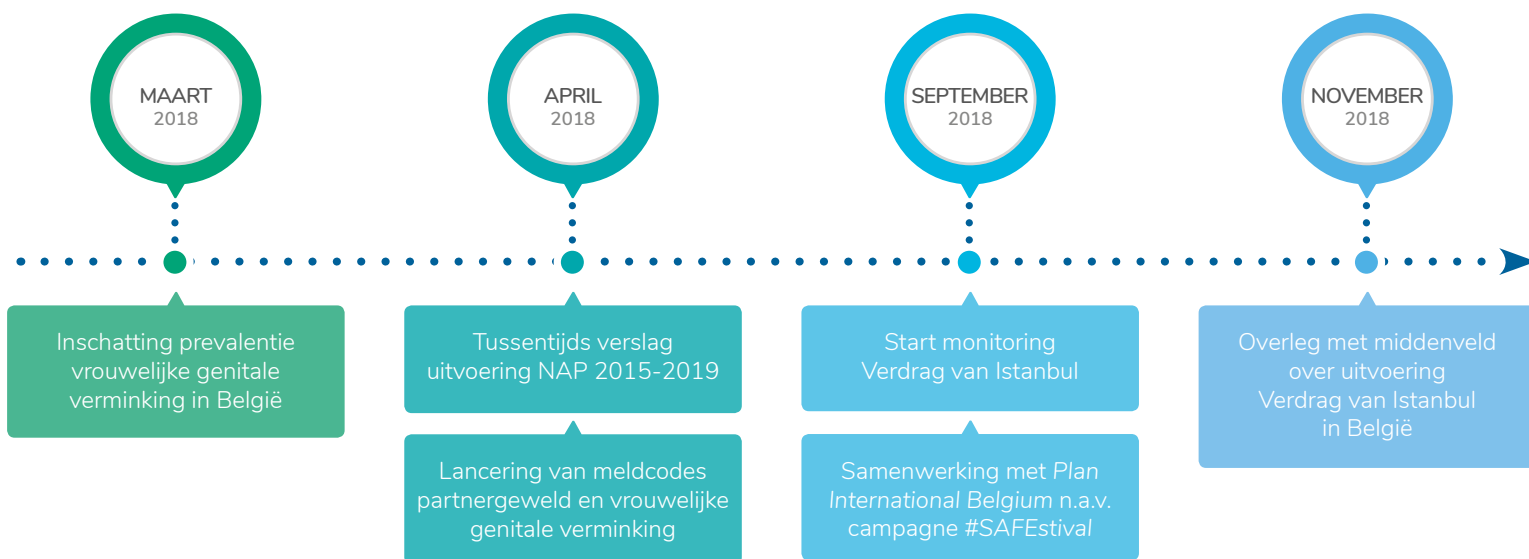 MAART
2018
APRIL
2018
SEPTEMBER
2018
NOVEMBER
2018
Inschatting prevalentie
vrouwelijke genitale
verminking in België
Tussentijds verslag
uitvoering NAP 2015-2019
Lancering van meldcodes
partnergeweld en vrouwelijke
genitale verminking
Start monitoring
Verdrag van Istanbul
Samenwerking met Plan
International Belgium n.a.v.
campagne #SAFEstival
Overleg met middenveld
over uitvoering
Verdrag van Istanbul
in België